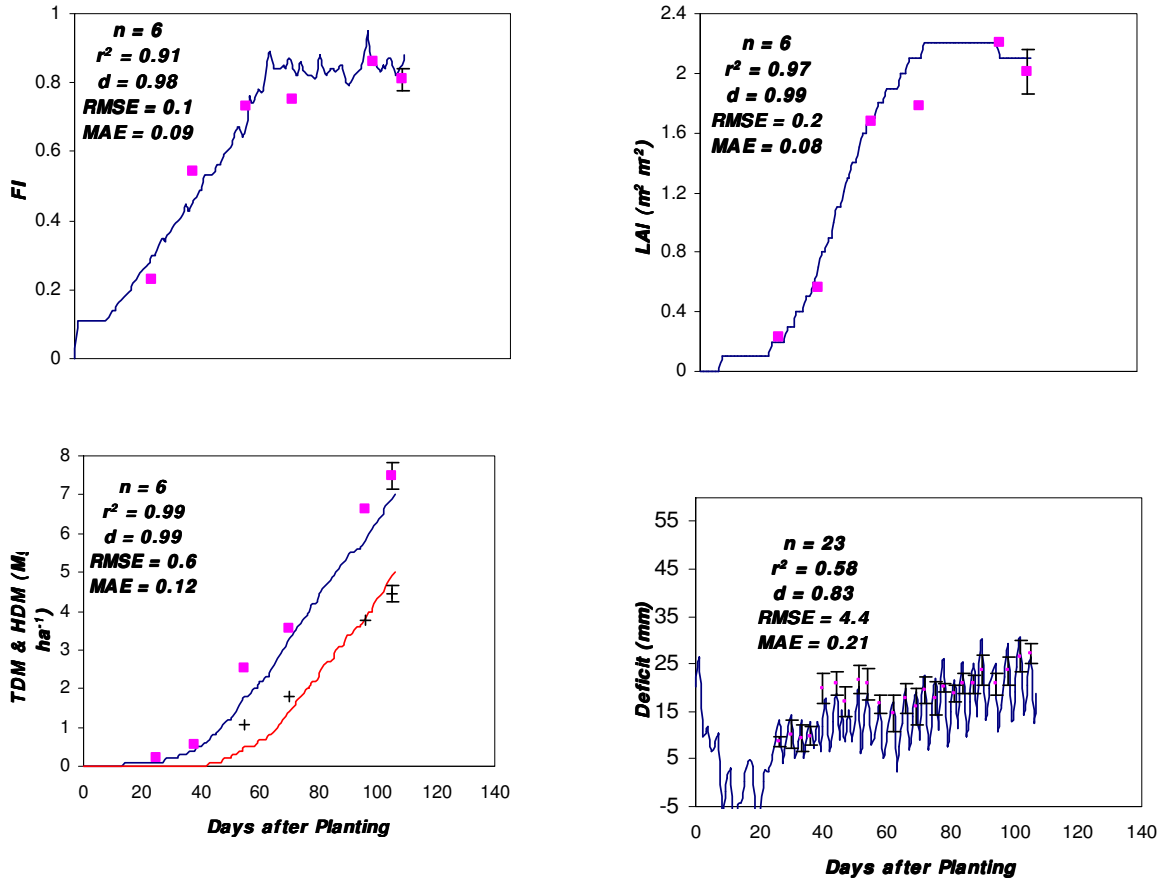 1
0.8
0.6
0.4
0.2
0
FI
n = 6
r² = 0.91
d = 0.98
RMSE = 0.1
MAE = 0.09
2.4
2
1.6
1.2
0.8
0.4
0
LAI (m² m²)
n = 6
r² = 0.97
d = 0.99
RMSE = 0.2
MAE = 0.08
8
7
6
5
4
3
2
1
0
TDM & HDM (M
ha⁻¹)
n = 6
r² = 0.99
d = 0.99
RMSE = 0.6
MAE = 0.12
0 20 40 60 80 100 120 140
Days after Planting
55
45
35
25
15
5
-5
Deficit (mm)
n = 23
r² = 0.58
d = 0.83
RMSE = 4.4
MAE = 0.21
0 20 40 60 80 100 120 140
Days after Planting